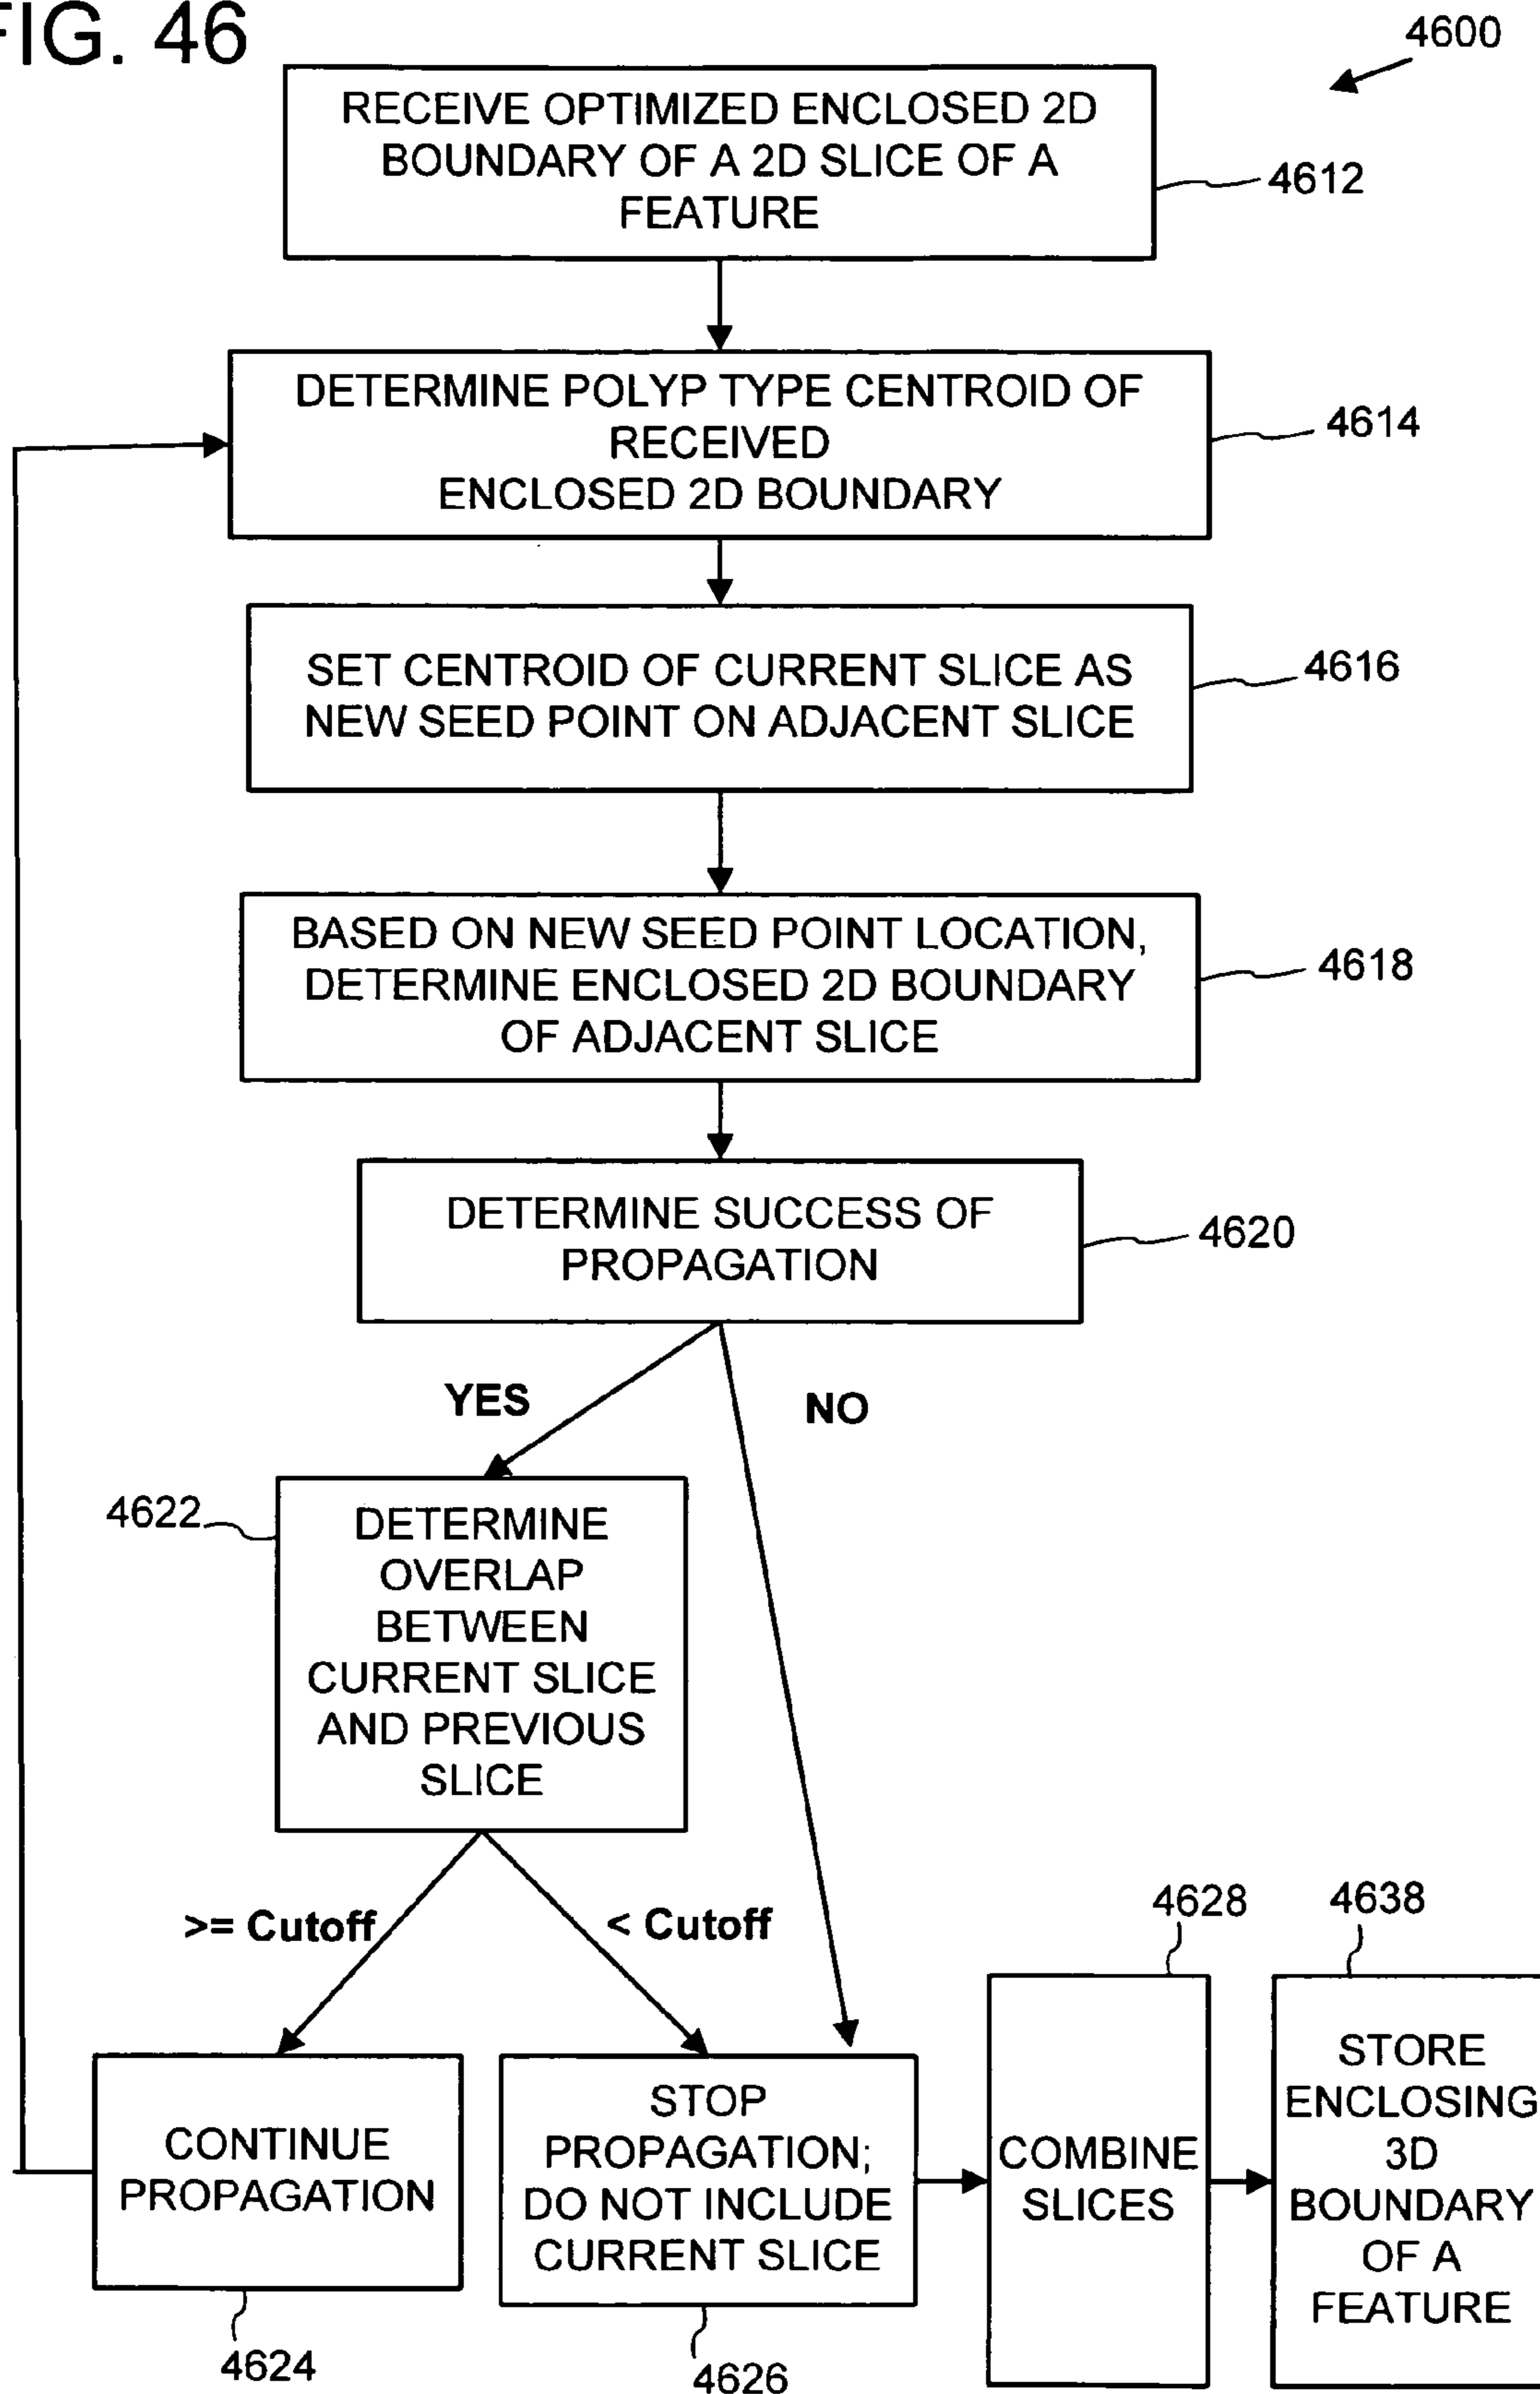 FIG. 46
4600
RECEIVE OPTIMIZED ENCLOSED 2D
BOUNDARY OF A 2D SLICE OF A
FEATURE
4612
DETERMINE POLYP TYPE CENTROID OF
RECEIVED
ENCLOSED 2D BOUNDARY
4614
SET CENTROID OF CURRENT SLICE AS
NEW SEED POINT ON ADJACENT SLICE
4616
BASED ON NEW SEED POINT LOCATION,
DETERMINE ENCLOSED 2D BOUNDARY
OF ADJACENT SLICE
4618
DETERMINE SUCCESS OF
PROPAGATION
4620
YES
NO
4622
DETERMINE
OVERLAP
BETWEEN
CURRENT SLICE
AND PREVIOUS
SLICE
>= Cutoff
< Cutoff
4628
4638
CONTINUE
PROPAGATION
STOP
PROPAGATION;
DO NOT INCLUDE
CURRENT SLICE
COMBINE
SLICES
STORE
ENCLOSING
3D
BOUNDARY
OF A
FEATURE
4624
4626